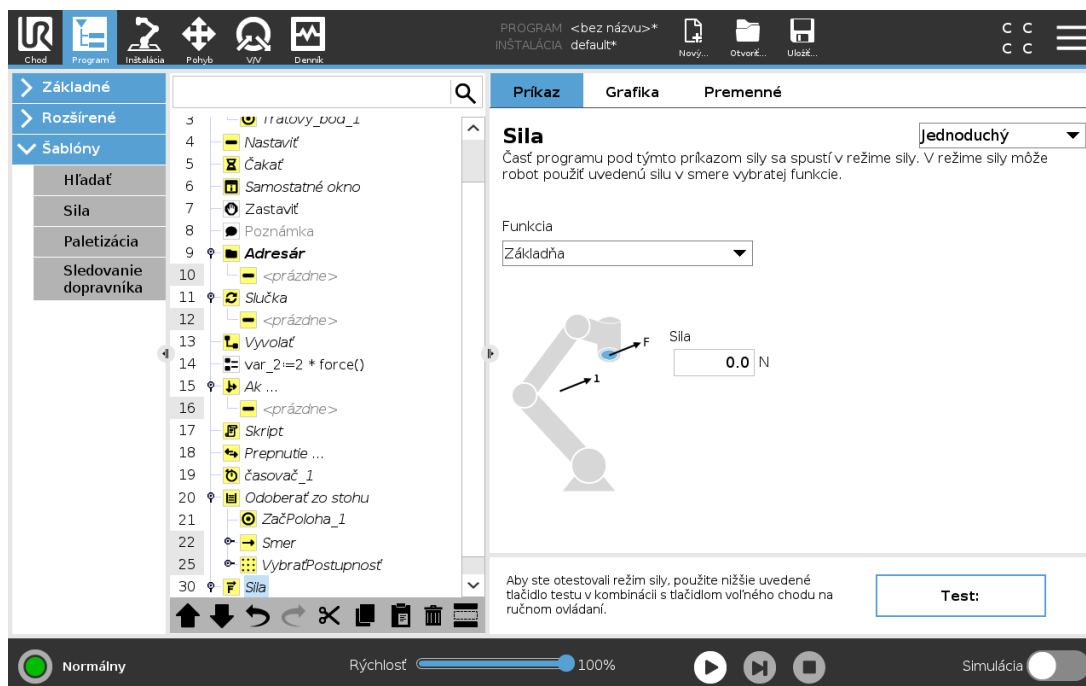 PROGRAM <bez názvu>*
INŠTALÁCIA default*
Chod
Program
Inštalácia
Pohyb
V/V
Denník
Nový...
Otvoriť...
Uložiť...
C C
C C
Základné
Rozšírené
Šablóny
Hľadať
Sila
Paletizácia
Sledovanie
dopravníka
3 Traťový_bod_1
4 Nastaviť
5 Čakať
6 Samostatné okno
7 Zastaviť
8 Poznámka
9 Adresár
10 <prázdne>
11 Slučka
12 <prázdne>
13 Vyvolať
14 var_2:=2 * force()
15 Ak ...
16 <prázdne>
17 Skript
18 Prepnutie ...
19 časovač_1
20 Odoberať zo stohu
21 ZačPoloha_1
22 Smer
25 VybraťPostupnosť
30 Sila
Príkaz
Grafika
Premenné
Sila
Jednoduchý
Časť programu pod týmto príkazom sily sa spustí v režime sily. V režime sily môže
robot použiť uvedenú silu v smere vybratej funkcie.
Funkcia
Základňa
F
1
Sila
0.0 N
Aby ste otestovali režim sily, použite nižšie uvedené
tlačidlo testu v kombinácii s tlačidlom voľného chodu na
ručnom ovládaní.
Test:
Normálny
Rýchlosť
100%
Simulácia